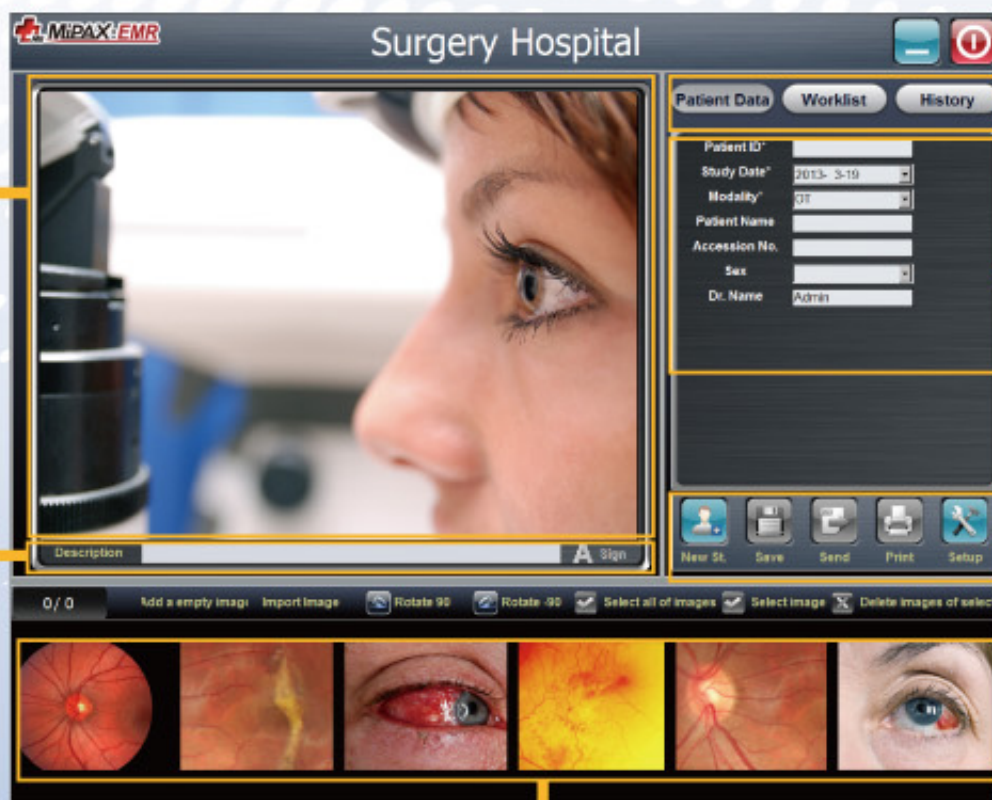 MiPAX-EMR
Surgery Hospital
Patient Data Worklist History
Patient ID*
Study Date* 2013- 3-19
Modality* OT
Patient Name
Accession No.
Sex
Dr. Name Admin
Description A Sign
New St. Save Send Print Setup
0/ 0 Add a empty imag Import Image Rotate 90 Rotate -90 Select all of images Select image Delete images of selec